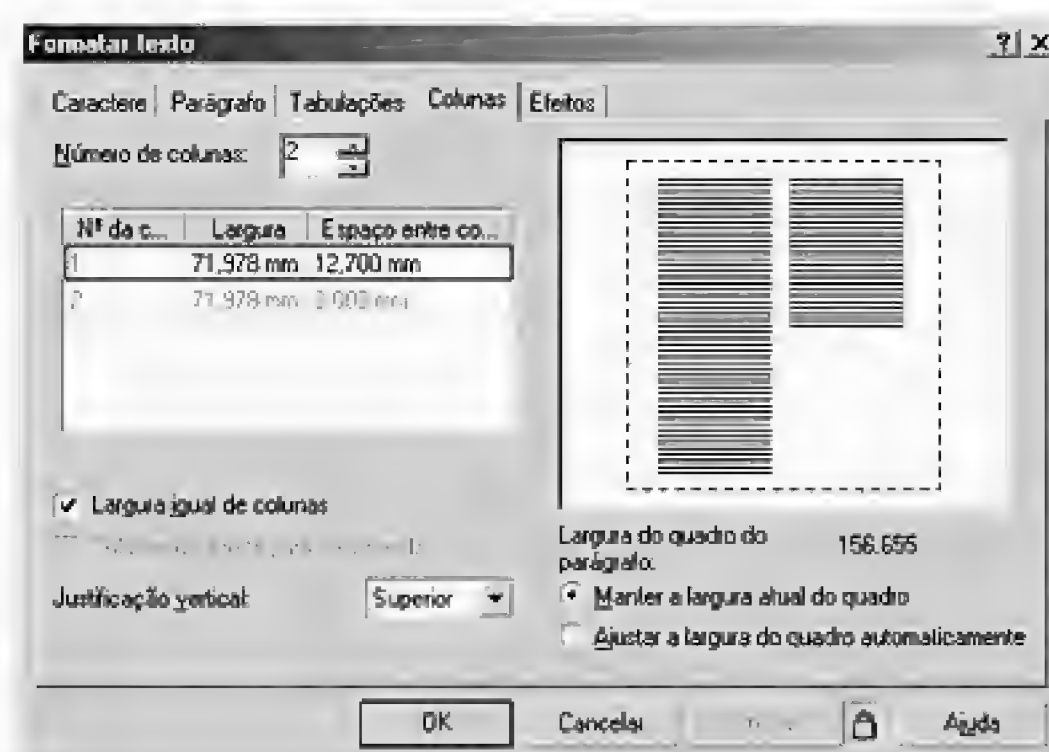 Formatar texto
Caractere Parágrafo Tabulações Colunas Efeitos
Número de colunas: 2
Nº da c... Largura Espaço entre co...
1 71,978 mm 12,700 mm
2 71,978 mm mm
Largura igual de colunas
Justificação vertical: Superior
Largura do quadro do parágrafo: 156.655
Manter a largura atual do quadro
Ajustar a largura do quadro automaticamente
OK Cancelar Ajuda